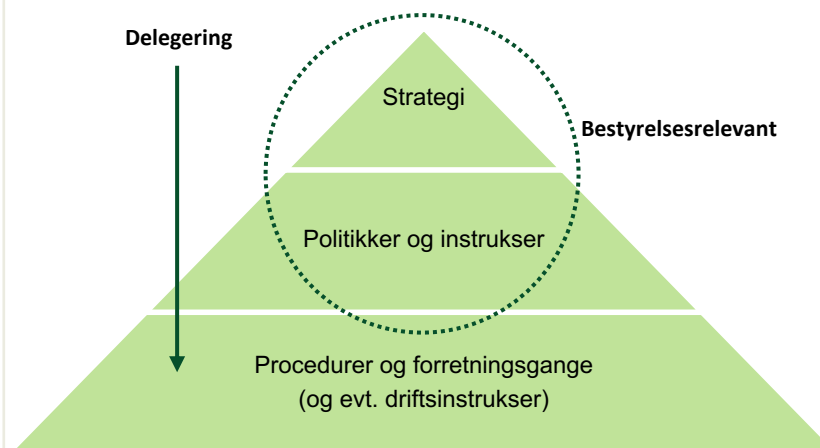 Delegering
Strategi
Bestyrelsesrelevant
Politikker og instrukser
Procedurer og forretningsgange
(og evt. driftsinstrukser)